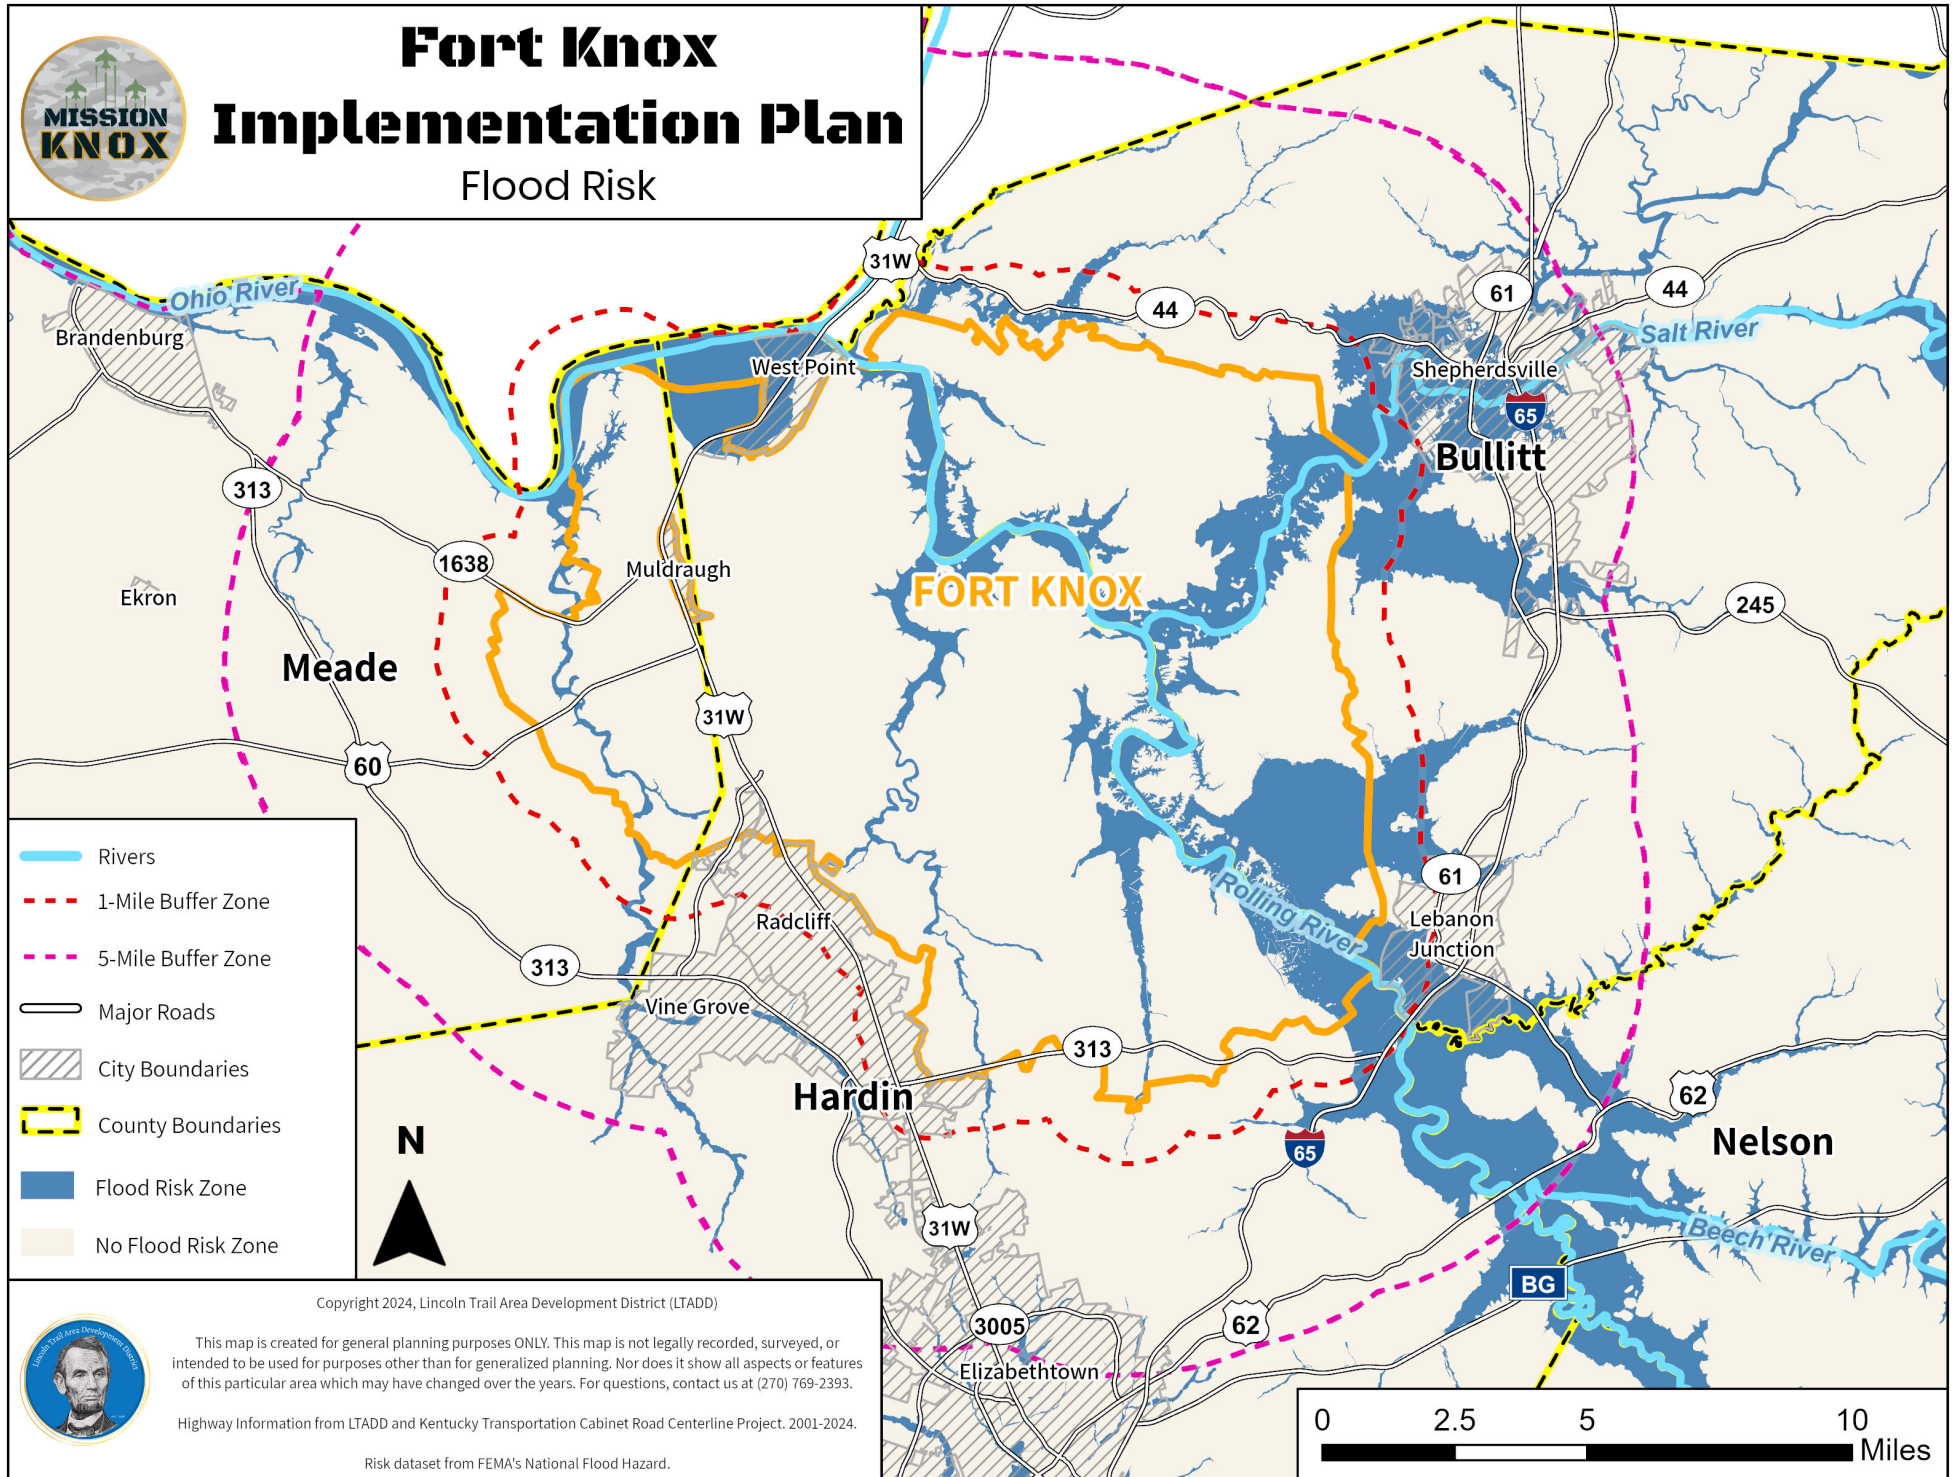 Fort Knox
Implementation Plan
Flood Risk
MISSION
KNOX
31W
44
61
44
Ohio River
Brandenburg
West Point
Salt River
Shepherdsville
65
Bullitt
313
1638
Muldraugh
Ekron
FORT KNOX
245
Meade
31W
60
61
Rolling River
Lebanon
Junction
Radcliff
313
Vine Grove
313
Hardin
62
65
Nelson
31W
Beech River
BG
3005
62
Elizabethtown
Rivers
1-Mile Buffer Zone
5-Mile Buffer Zone
Major Roads
City Boundaries
County Boundaries
Flood Risk Zone
No Flood Risk Zone
N
Lincoln Trail Area Development District
Copyright 2024, Lincoln Trail Area Development District (LTADD)
This map is created for general planning purposes ONLY. This map is not legally recorded, surveyed, or
intended to be used for purposes other than for generalized planning. Nor does it show all aspects or features
of this particular area which may have changed over the years. For questions, contact us at (270) 769-2393.
Highway Information from LTADD and Kentucky Transportation Cabinet Road Centerline Project. 2001-2024.
Risk dataset from FEMA's National Flood Hazard.
0 2.5 5 10
Miles